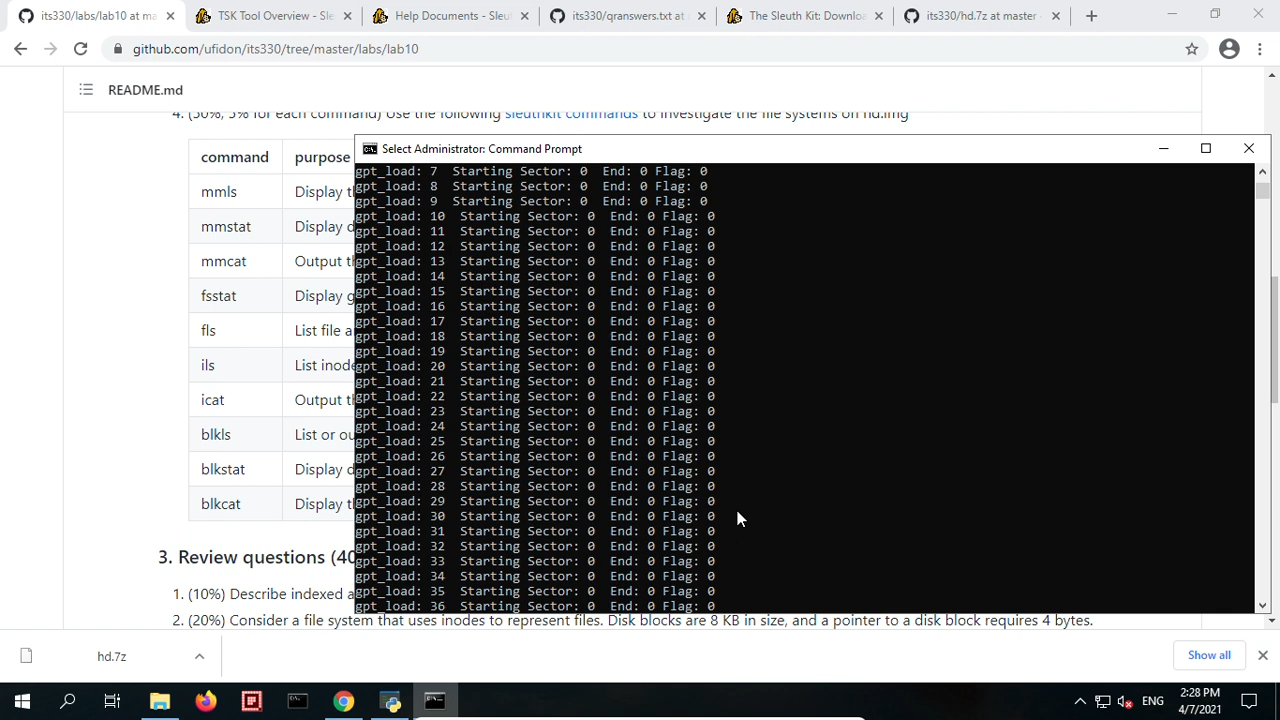 its330/labs/lab10 at ma
TSK Tool Overview - Sle
Help Documents - Sleut
its330/qranswers.txt at
The Sleuth Kit: Downloa
its330/hd.7z at master ·
github.com/ufidon/its330/tree/master/labs/lab10
README.md
4. (50%, 5% for each command) Use the following sleuthkit commands to investigate the file systems on hd.img
command purpose
mmls Display th
mmstat Display d
mmcat Output th
fsstat Display g
fls List file a
ils List inode
icat Output th
blkls List or ou
blkstat Display d
blkcat Display th
3. Review questions (40
1. (10%) Describe indexed a
2. (20%) Consider a file system that uses inodes to represent files. Disk blocks are 8 KB in size, and a pointer to a disk block requires 4 bytes.
Select Administrator: Command Prompt
gpt_load: 7  Starting Sector: 0  End: 0 Flag: 0
gpt_load: 8  Starting Sector: 0  End: 0 Flag: 0
gpt_load: 9  Starting Sector: 0  End: 0 Flag: 0
gpt_load: 10  Starting Sector: 0  End: 0 Flag: 0
gpt_load: 11  Starting Sector: 0  End: 0 Flag: 0
gpt_load: 12  Starting Sector: 0  End: 0 Flag: 0
gpt_load: 13  Starting Sector: 0  End: 0 Flag: 0
gpt_load: 14  Starting Sector: 0  End: 0 Flag: 0
gpt_load: 15  Starting Sector: 0  End: 0 Flag: 0
gpt_load: 16  Starting Sector: 0  End: 0 Flag: 0
gpt_load: 17  Starting Sector: 0  End: 0 Flag: 0
gpt_load: 18  Starting Sector: 0  End: 0 Flag: 0
gpt_load: 19  Starting Sector: 0  End: 0 Flag: 0
gpt_load: 20  Starting Sector: 0  End: 0 Flag: 0
gpt_load: 21  Starting Sector: 0  End: 0 Flag: 0
gpt_load: 22  Starting Sector: 0  End: 0 Flag: 0
gpt_load: 23  Starting Sector: 0  End: 0 Flag: 0
gpt_load: 24  Starting Sector: 0  End: 0 Flag: 0
gpt_load: 25  Starting Sector: 0  End: 0 Flag: 0
gpt_load: 26  Starting Sector: 0  End: 0 Flag: 0
gpt_load: 27  Starting Sector: 0  End: 0 Flag: 0
gpt_load: 28  Starting Sector: 0  End: 0 Flag: 0
gpt_load: 29  Starting Sector: 0  End: 0 Flag: 0
gpt_load: 30  Starting Sector: 0  End: 0 Flag: 0
gpt_load: 31  Starting Sector: 0  End: 0 Flag: 0
gpt_load: 32  Starting Sector: 0  End: 0 Flag: 0
gpt_load: 33  Starting Sector: 0  End: 0 Flag: 0
gpt_load: 34  Starting Sector: 0  End: 0 Flag: 0
gpt_load: 35  Starting Sector: 0  End: 0 Flag: 0
gpt_load: 36  Starting Sector: 0  End: 0 Flag: 0
hd.7z
Show all
ENG
2:28 PM
4/7/2021